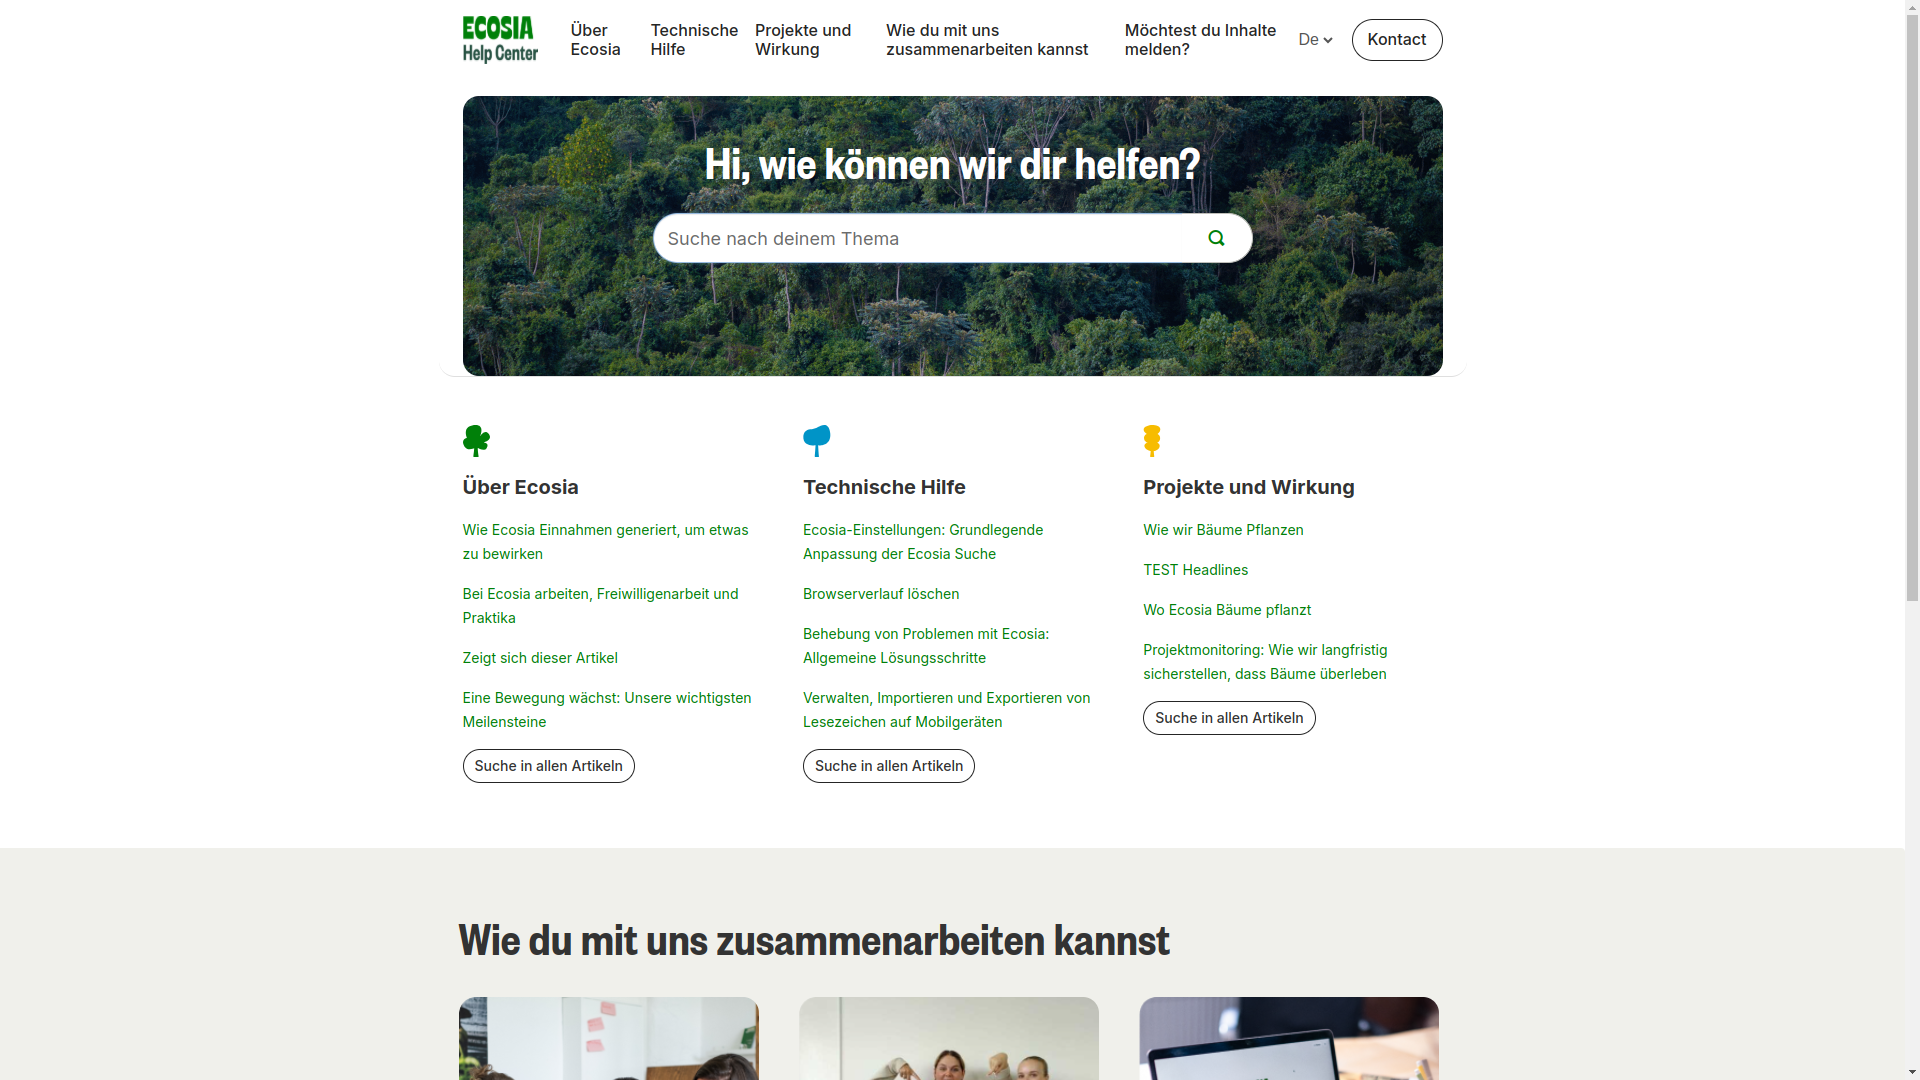 ECOSIA
Help Center
Über
Ecosia
Technische
Hilfe
Projekte und
Wirkung
Wie du mit uns
zusammenarbeiten kannst
Möchtest du Inhalte
melden?
De
Kontact
Hi, wie können wir dir helfen?
Suche nach deinem Thema
Über Ecosia
Wie Ecosia Einnahmen generiert, um etwas
zu bewirken
Bei Ecosia arbeiten, Freiwilligenarbeit und
Praktika
Zeigt sich dieser Artikel
Eine Bewegung wächst: Unsere wichtigsten
Meilensteine
Suche in allen Artikeln
Technische Hilfe
Ecosia-Einstellungen: Grundlegende
Anpassung der Ecosia Suche
Browserverlauf löschen
Behebung von Problemen mit Ecosia:
Allgemeine Lösungsschritte
Verwalten, Importieren und Exportieren von
Lesezeichen auf Mobilgeräten
Suche in allen Artikeln
Projekte und Wirkung
Wie wir Bäume Pflanzen
TEST Headlines
Wo Ecosia Bäume pflanzt
Projektmonitoring: Wie wir langfristig
sicherstellen, dass Bäume überleben
Suche in allen Artikeln
Wie du mit uns zusammenarbeiten kannst